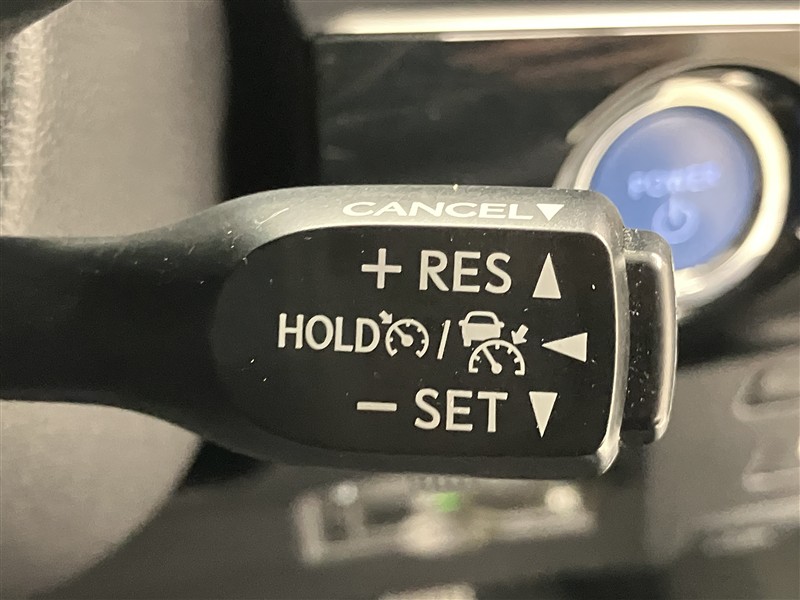 CANCEL▼
+ RES ▲
HOLD / ◀
− SET ▼
POWER